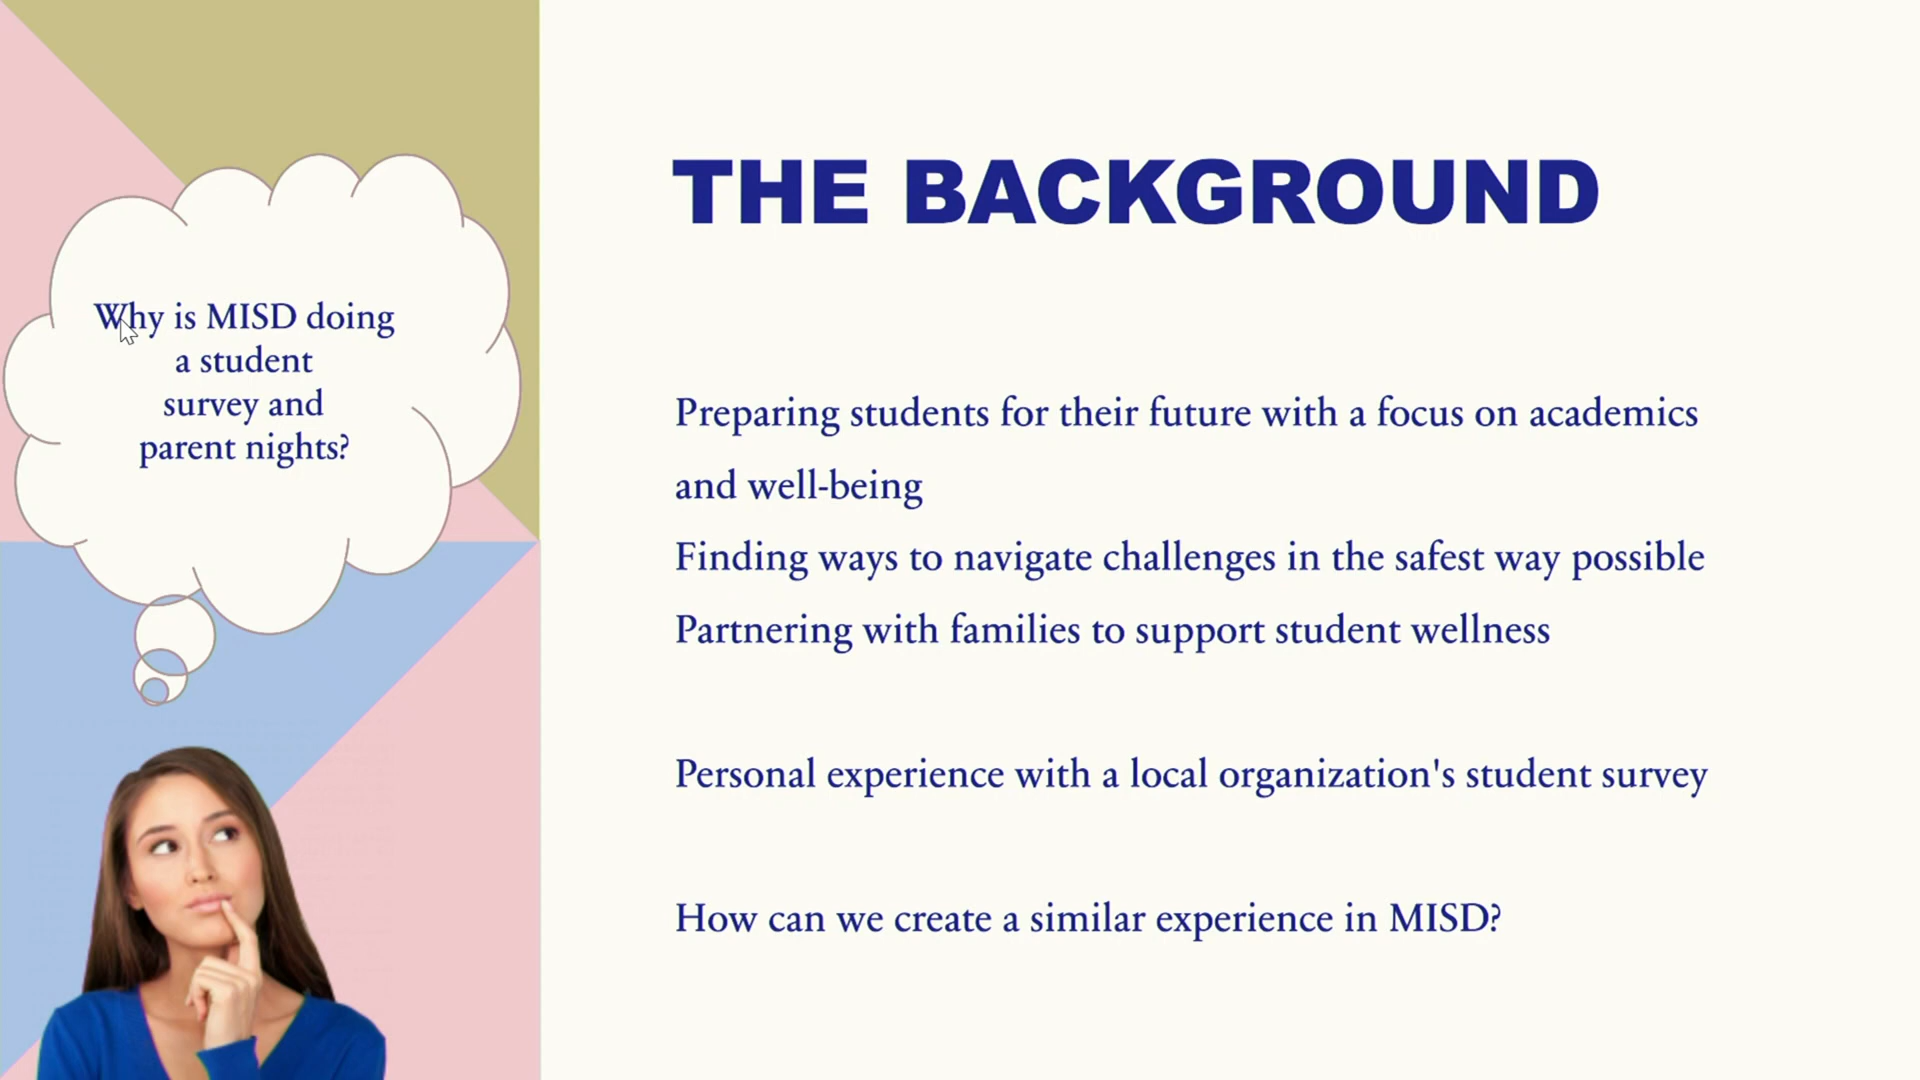 Why is MISD doing
a student
survey and
parent nights?
THE BACKGROUND
Preparing students for their future with a focus on academics
and well-being
Finding ways to navigate challenges in the safest way possible
Partnering with families to support student wellness
Personal experience with a local organization's student survey
How can we create a similar experience in MISD?